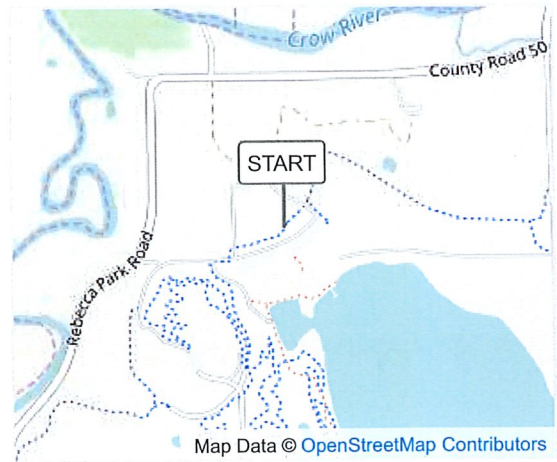 Crow River
County Road 50
START
Rebecca Park Road
Map Data © OpenStreetMap Contributors